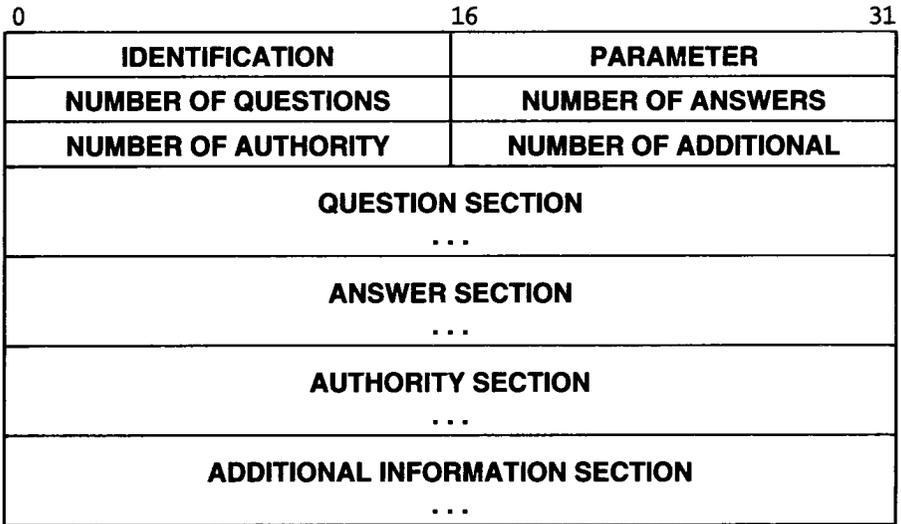 0 16 31
IDENTIFICATION PARAMETER
NUMBER OF QUESTIONS NUMBER OF ANSWERS
NUMBER OF AUTHORITY NUMBER OF ADDITIONAL
QUESTION SECTION
...
ANSWER SECTION
...
AUTHORITY SECTION
...
ADDITIONAL INFORMATION SECTION
...